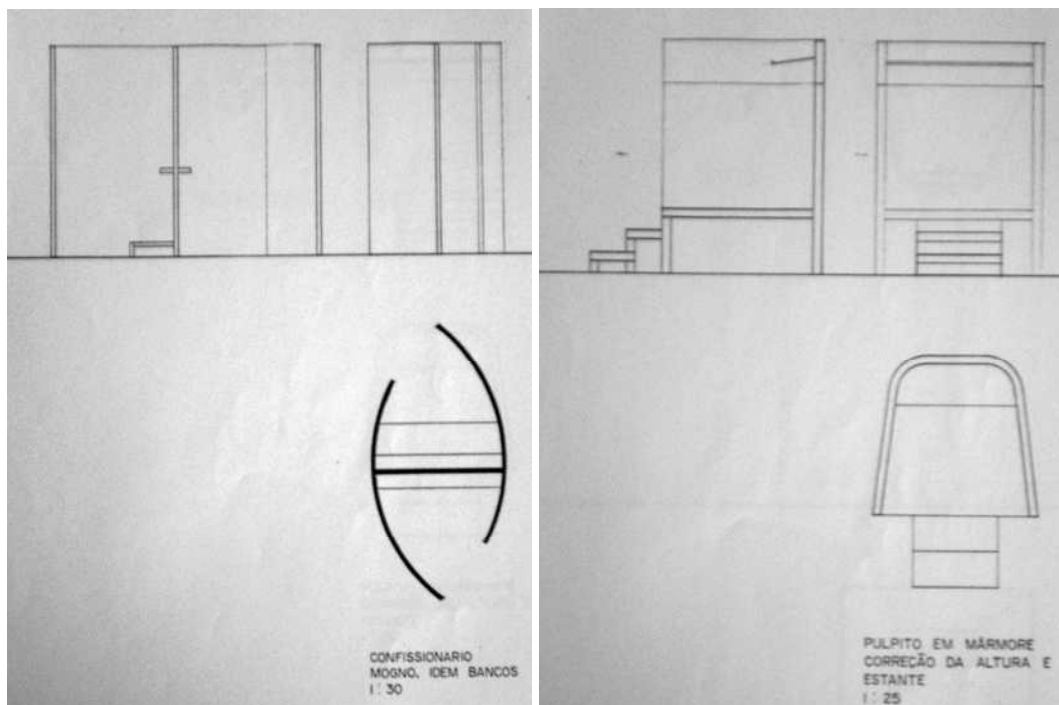 CONFISSIONARIO
MOGNO, IDEM BANCOS
1 : 30
PULPITO EM MÁRMORE
CORREÇÃO DA ALTURA E
ESTANTE
1 : 25